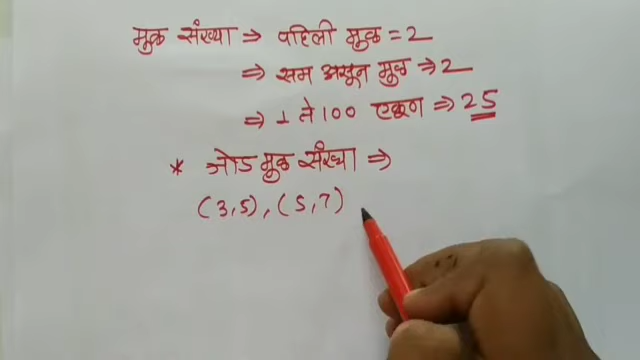 मुळ संख्या ⇒ पहिली मुळ = 2
⇒ सम असून मुळ ⇒ 2
⇒ 1 ते 100 एकूण ⇒ 25
* जोड मुळ संख्या ⇒
(3,5), (5,7)